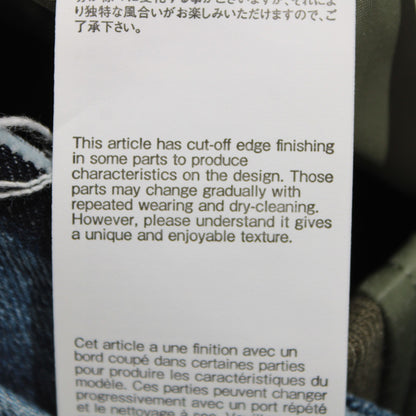 り独特な風合いがお楽しみいただけますので、ご
了承下さい。
This article has cut-off edge finishing
in some parts to produce
characteristics on the design. Those
parts may change gradually with
repeated wearing and dry-cleaning.
However, please understand it gives
a unique and enjoyable texture.
Cet article a une finition avec un
bord coupé dans certaines parties
pour produire les caractéristiques du
modèle. Ces parties peuvent changer
progressivement avec un port répété
et le nettoyage à sec.